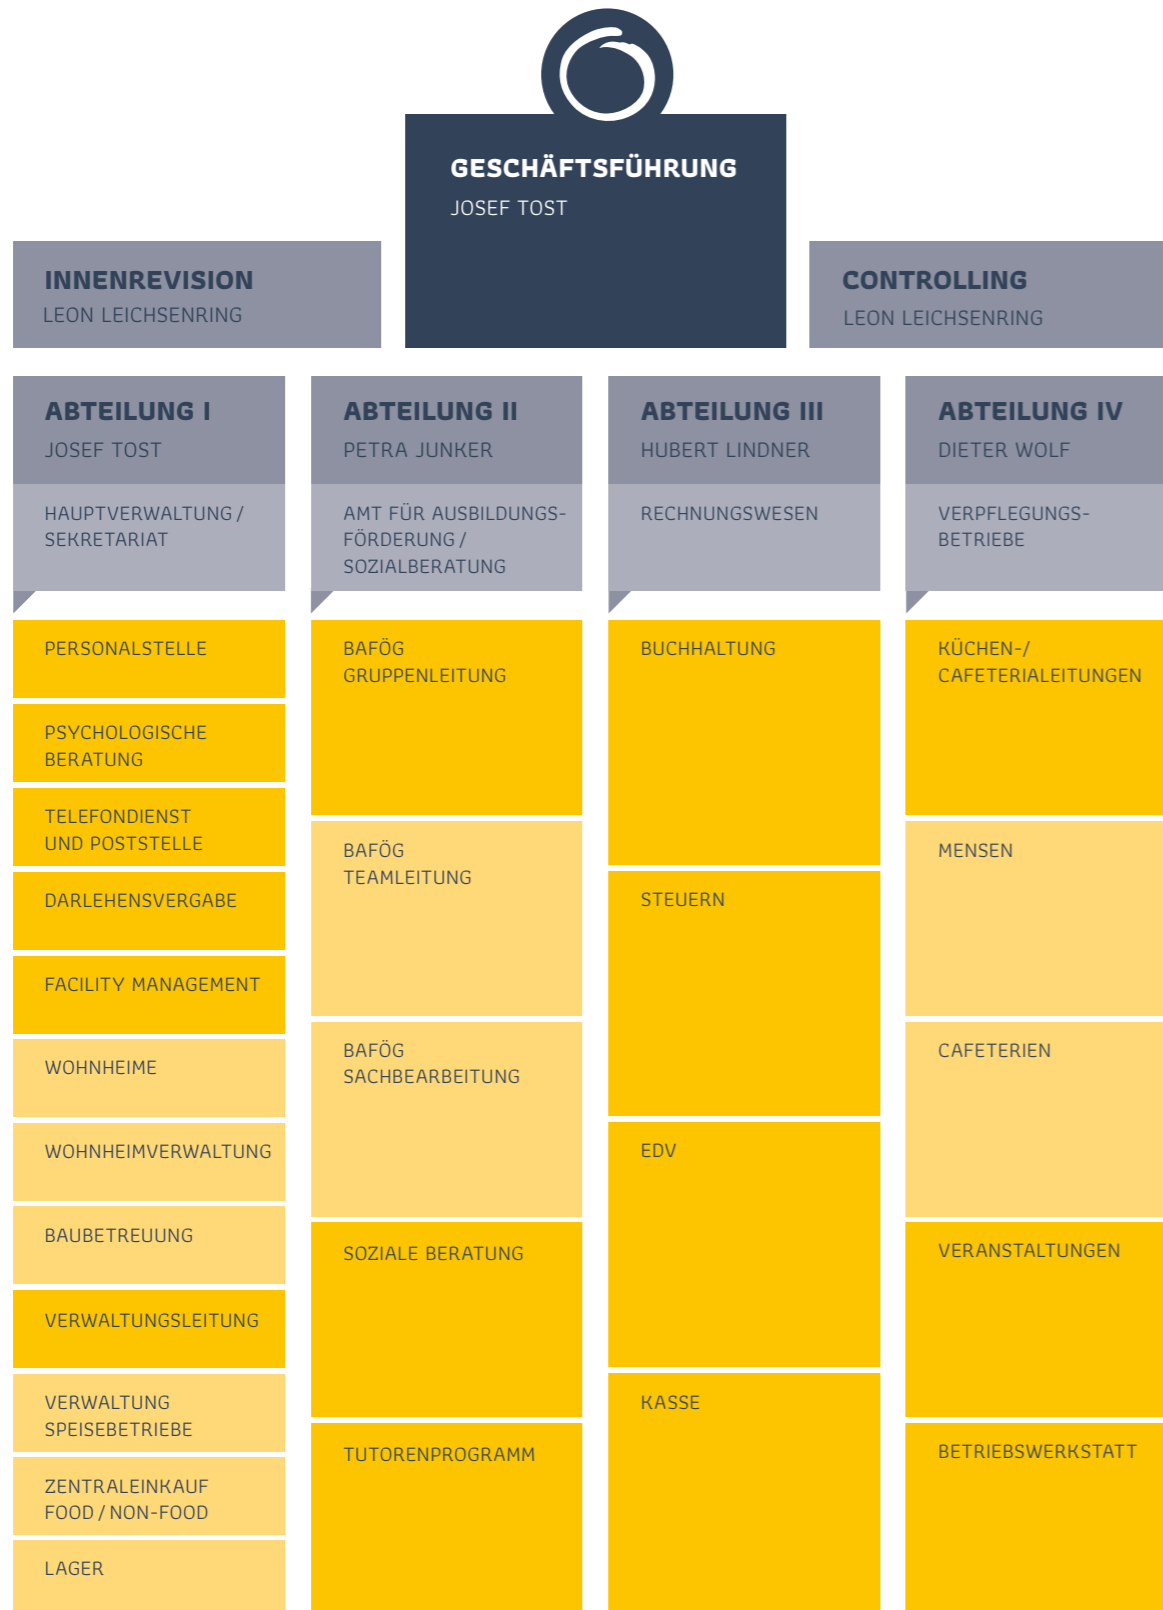 GESCHÄFTSFÜHRUNG
JOSEF TOST
INNENREVISION
LEON LEICHSENRING
CONTROLLING
LEON LEICHSENRING
ABTEILUNG I
JOSEF TOST
HAUPTVERWALTUNG /
SEKRETARIAT
PERSONALSTELLE
PSYCHOLOGISCHE
BERATUNG
TELEFONDIENST
UND POSTSTELLE
DARLEHENSVERGABE
FACILITY MANAGEMENT
WOHNHEIME
WOHNHEIMVERWALTUNG
BAUBETREUUNG
VERWALTUNGSLEITUNG
VERWALTUNG
SPEISEBETRIEBE
ZENTRALEINKAUF
FOOD / NON-FOOD
LAGER
ABTEILUNG II
PETRA JUNKER
AMT FÜR AUSBILDUNGS-
FÖRDERUNG /
SOZIALBERATUNG
BAFÖG
GRUPPENLEITUNG
BAFÖG
TEAMLEITUNG
BAFÖG
SACHBEARBEITUNG
SOZIALE BERATUNG
TUTORENPROGRAMM
ABTEILUNG III
HUBERT LINDNER
RECHNUNGSWESEN
BUCHHALTUNG
STEUERN
EDV
KASSE
ABTEILUNG IV
DIETER WOLF
VERPFLEGUNGS-
BETRIEBE
KÜCHEN-/
CAFETERIALEITUNGEN
MENSEN
CAFETERIEN
VERANSTALTUNGEN
BETRIEBSWERKSTATT